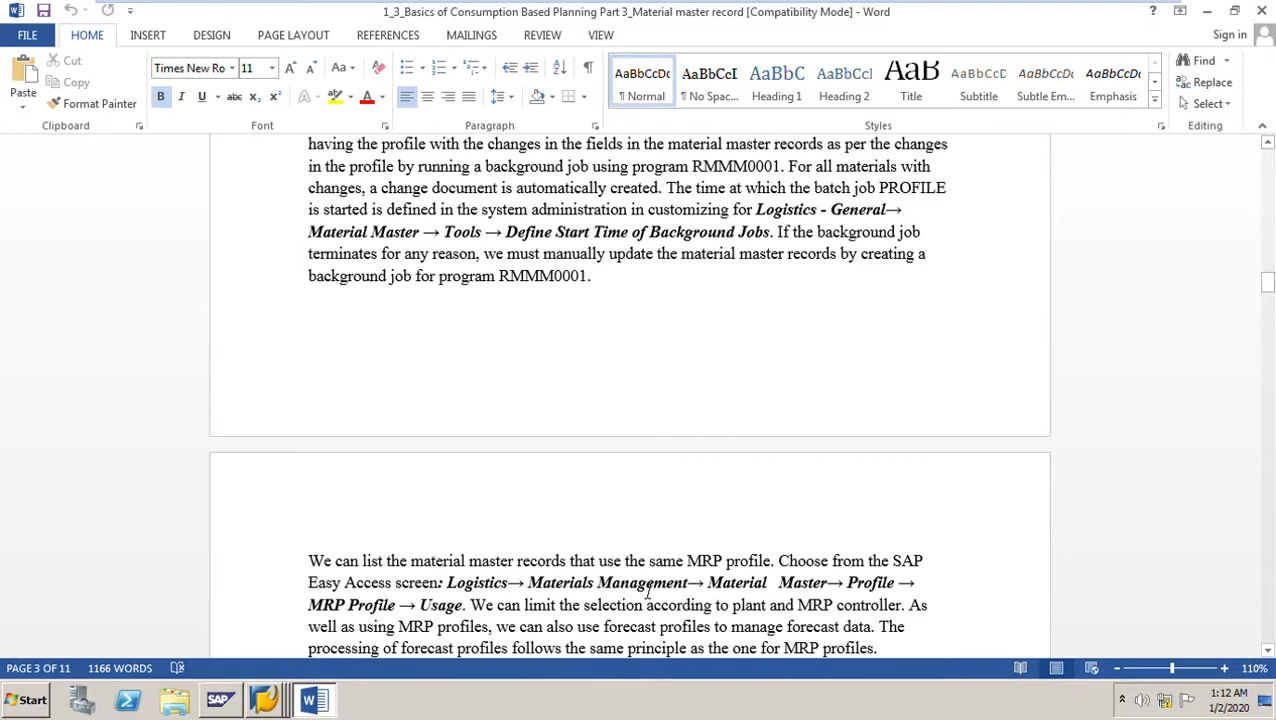 1_3_Basics of Consumption Based Planning Part 3_Material master record [Compatibility Mode] - Word
FILE HOME INSERT DESIGN PAGE LAYOUT REFERENCES MAILINGS REVIEW VIEW Sign in
Paste
Cut
Copy
Format Painter
Times New Ro 11
AaBbCcDc AaBbCcI AaBbC AaBbC AaB AaBbCcD AaBbCcD AaBbCcDc
¶ Normal ¶ No Spac... Heading 1 Heading 2 Title Subtitle Subtle Em... Emphasis
Find
Replace
Select
Clipboard Font Paragraph Styles Editing
having the profile with the changes in the fields in the material master records as per the changes
in the profile by running a background job using program RMMM0001. For all materials with
changes, a change document is automatically created. The time at which the batch job PROFILE
is started is defined in the system administration in customizing for Logistics - General→
Material Master → Tools → Define Start Time of Background Jobs. If the background job
terminates for any reason, we must manually update the material master records by creating a
background job for program RMMM0001.
We can list the material master records that use the same MRP profile. Choose from the SAP
Easy Access screen: Logistics→ Materials Management→ Material Master→ Profile →
MRP Profile → Usage. We can limit the selection according to plant and MRP controller. As
well as using MRP profiles, we can also use forecast profiles to manage forecast data. The
processing of forecast profiles follows the same principle as the one for MRP profiles.
PAGE 3 OF 11 1166 WORDS 110%
Start SAP 1:12 AM
1/2/2020